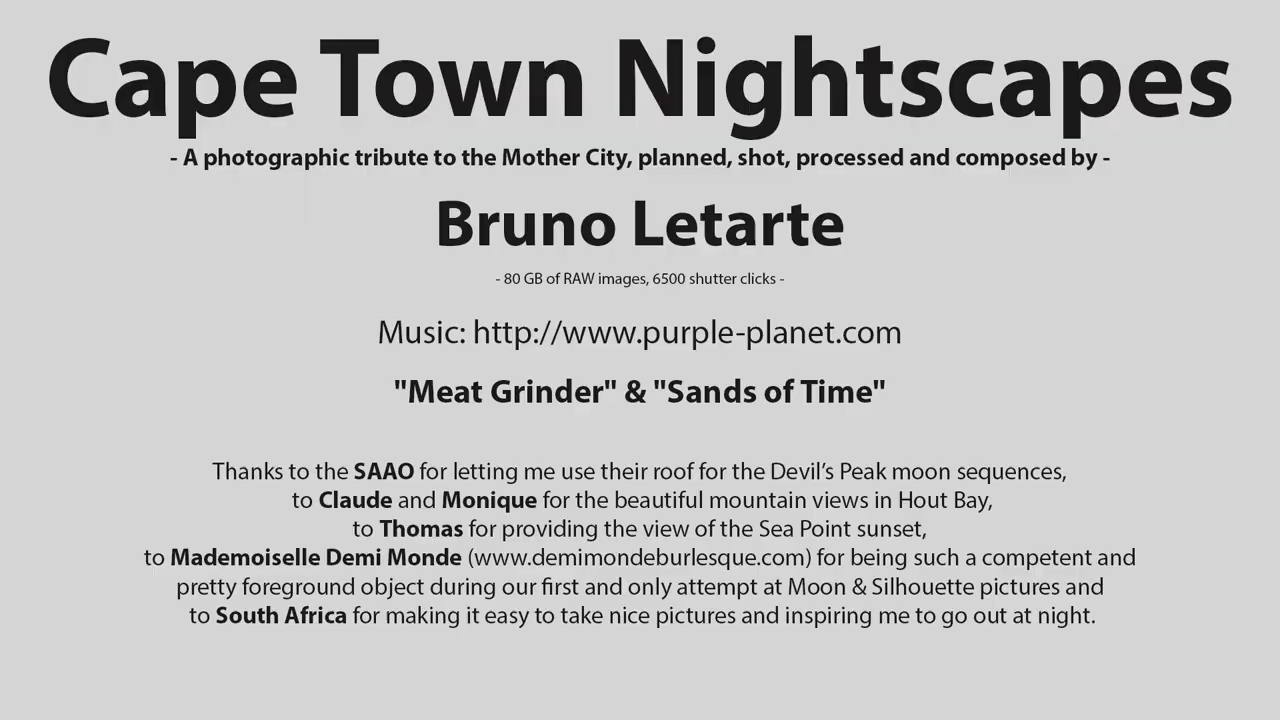 Cape Town Nightscapes
- A photographic tribute to the Mother City, planned, shot, processed and composed by -
Bruno Letarte
- 80 GB of RAW images, 6500 shutter clicks -
Music: http://www.purple-planet.com
"Meat Grinder" & "Sands of Time"
Thanks to the SAAO for letting me use their roof for the Devil’s Peak moon sequences,
to Claude and Monique for the beautiful mountain views in Hout Bay,
to Thomas for providing the view of the Sea Point sunset,
to Mademoiselle Demi Monde (www.demimondeburlesque.com) for being such a competent and
pretty foreground object during our first and only attempt at Moon & Silhouette pictures and
to South Africa for making it easy to take nice pictures and inspiring me to go out at night.